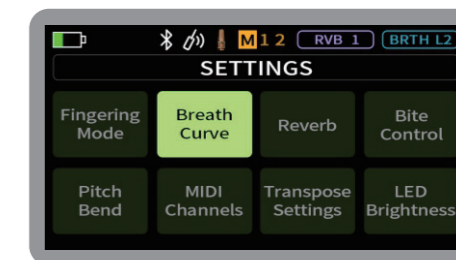 M 1 2 RVB 1 BRTH L2
SETTINGS
Fingering Mode
Breath Curve
Reverb
Bite Control
Pitch Bend
MIDI Channels
Transpose Settings
LED Brightness